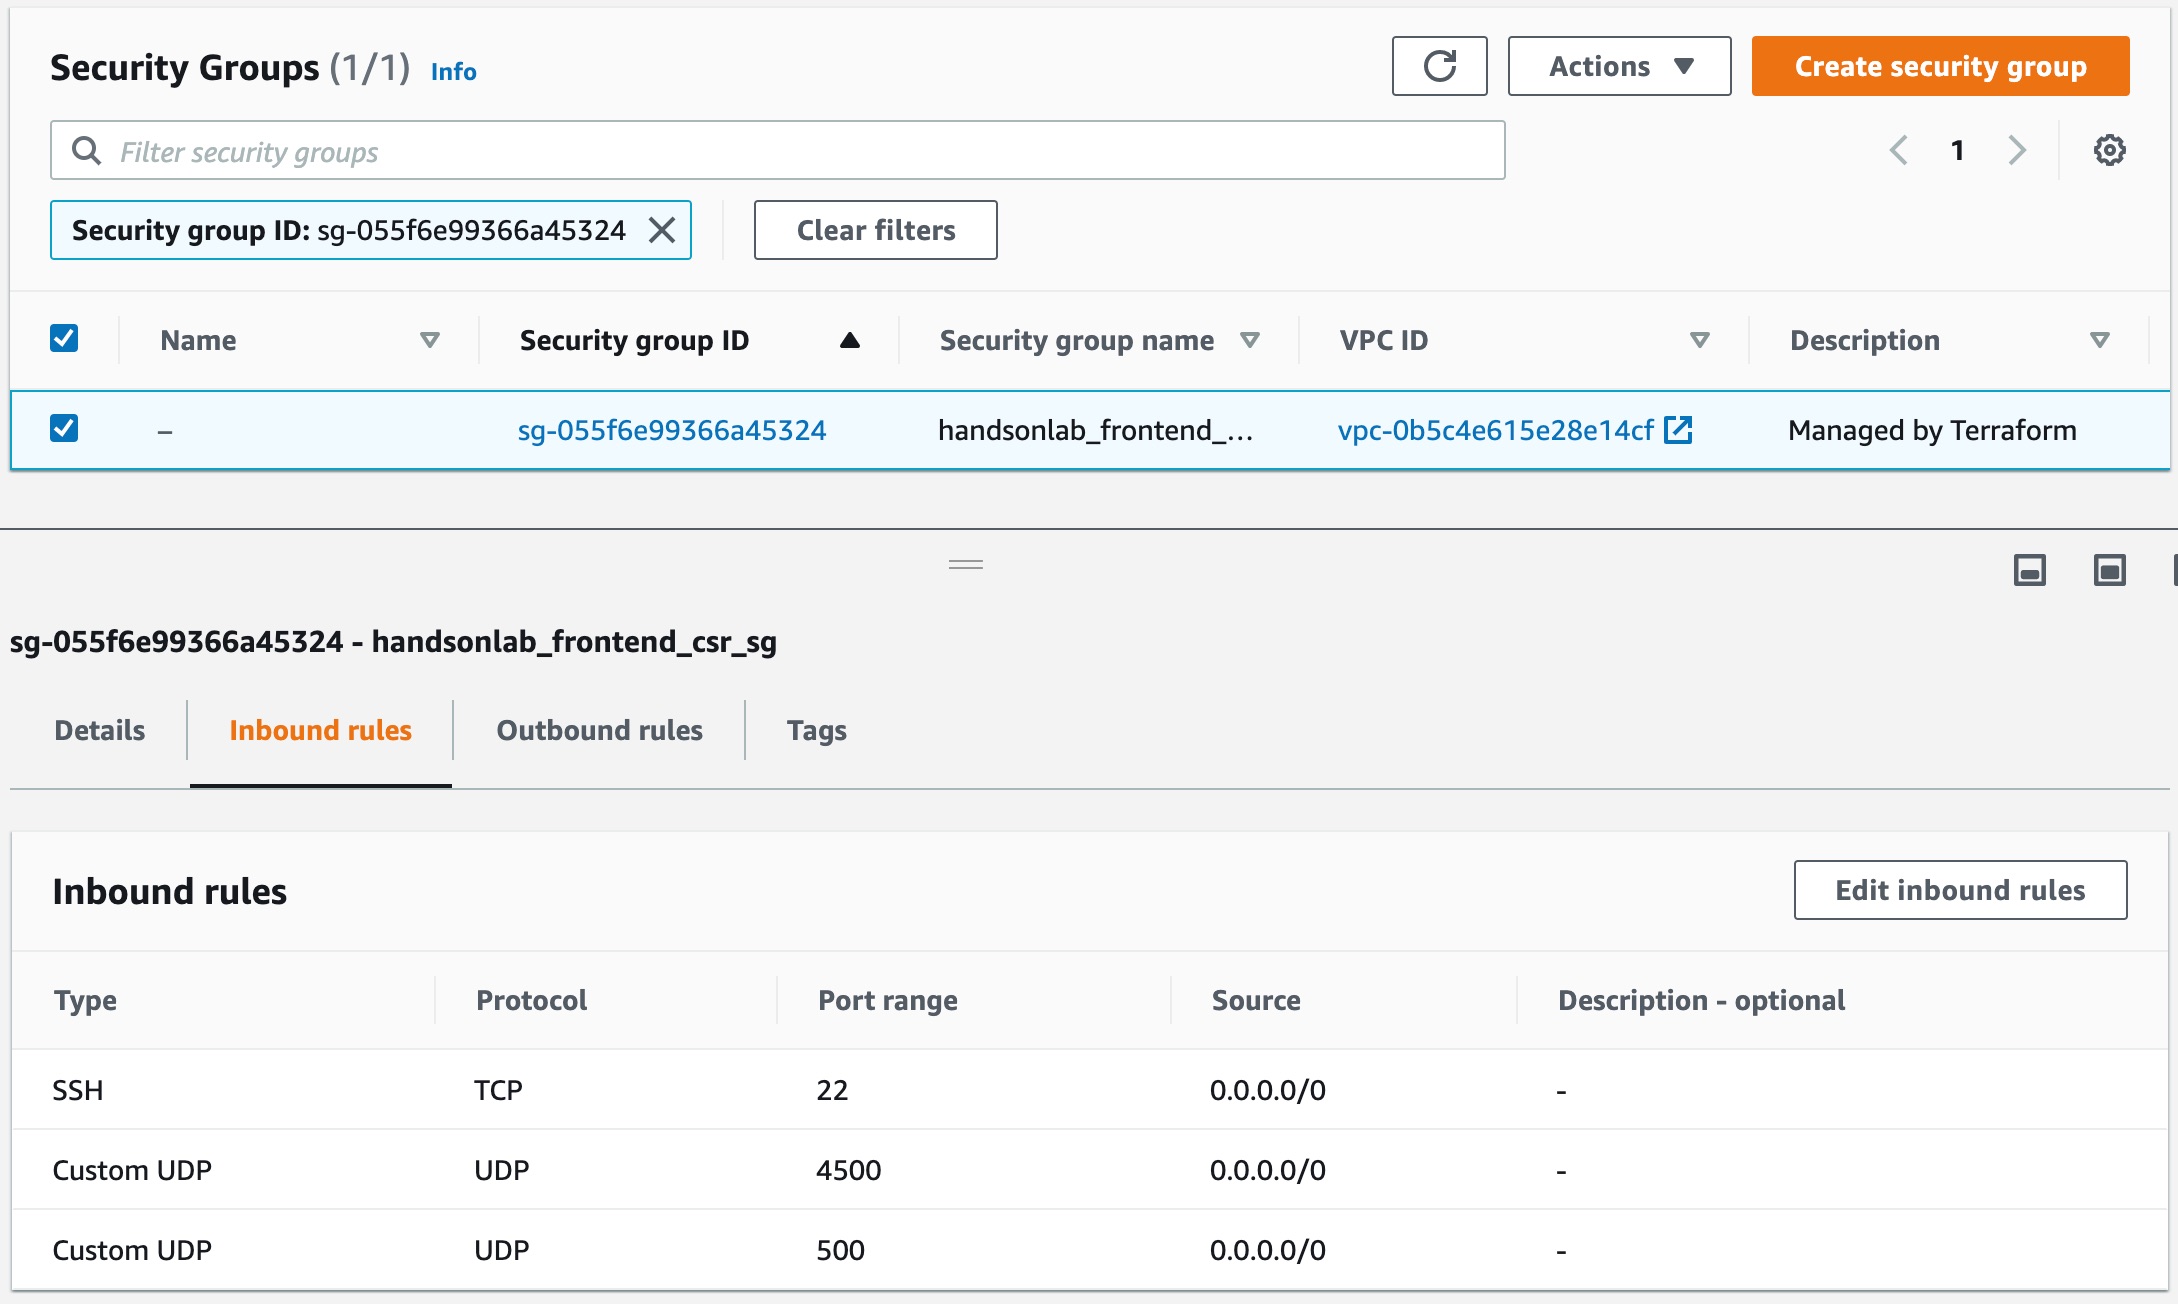 Security Groups (1/1) Info
Actions
Create security group
Filter security groups
1
Security group ID: sg-055f6e99366a45324
Clear filters
Name Security group ID Security group name VPC ID Description
– sg-055f6e99366a45324 handsonlab_frontend_... vpc-0b5c4e615e28e14cf Managed by Terraform
sg-055f6e99366a45324 - handsonlab_frontend_csr_sg
Details Inbound rules Outbound rules Tags
Inbound rules
Edit inbound rules
Type Protocol Port range Source Description - optional
SSH TCP 22 0.0.0.0/0 -
Custom UDP UDP 4500 0.0.0.0/0 -
Custom UDP UDP 500 0.0.0.0/0 -